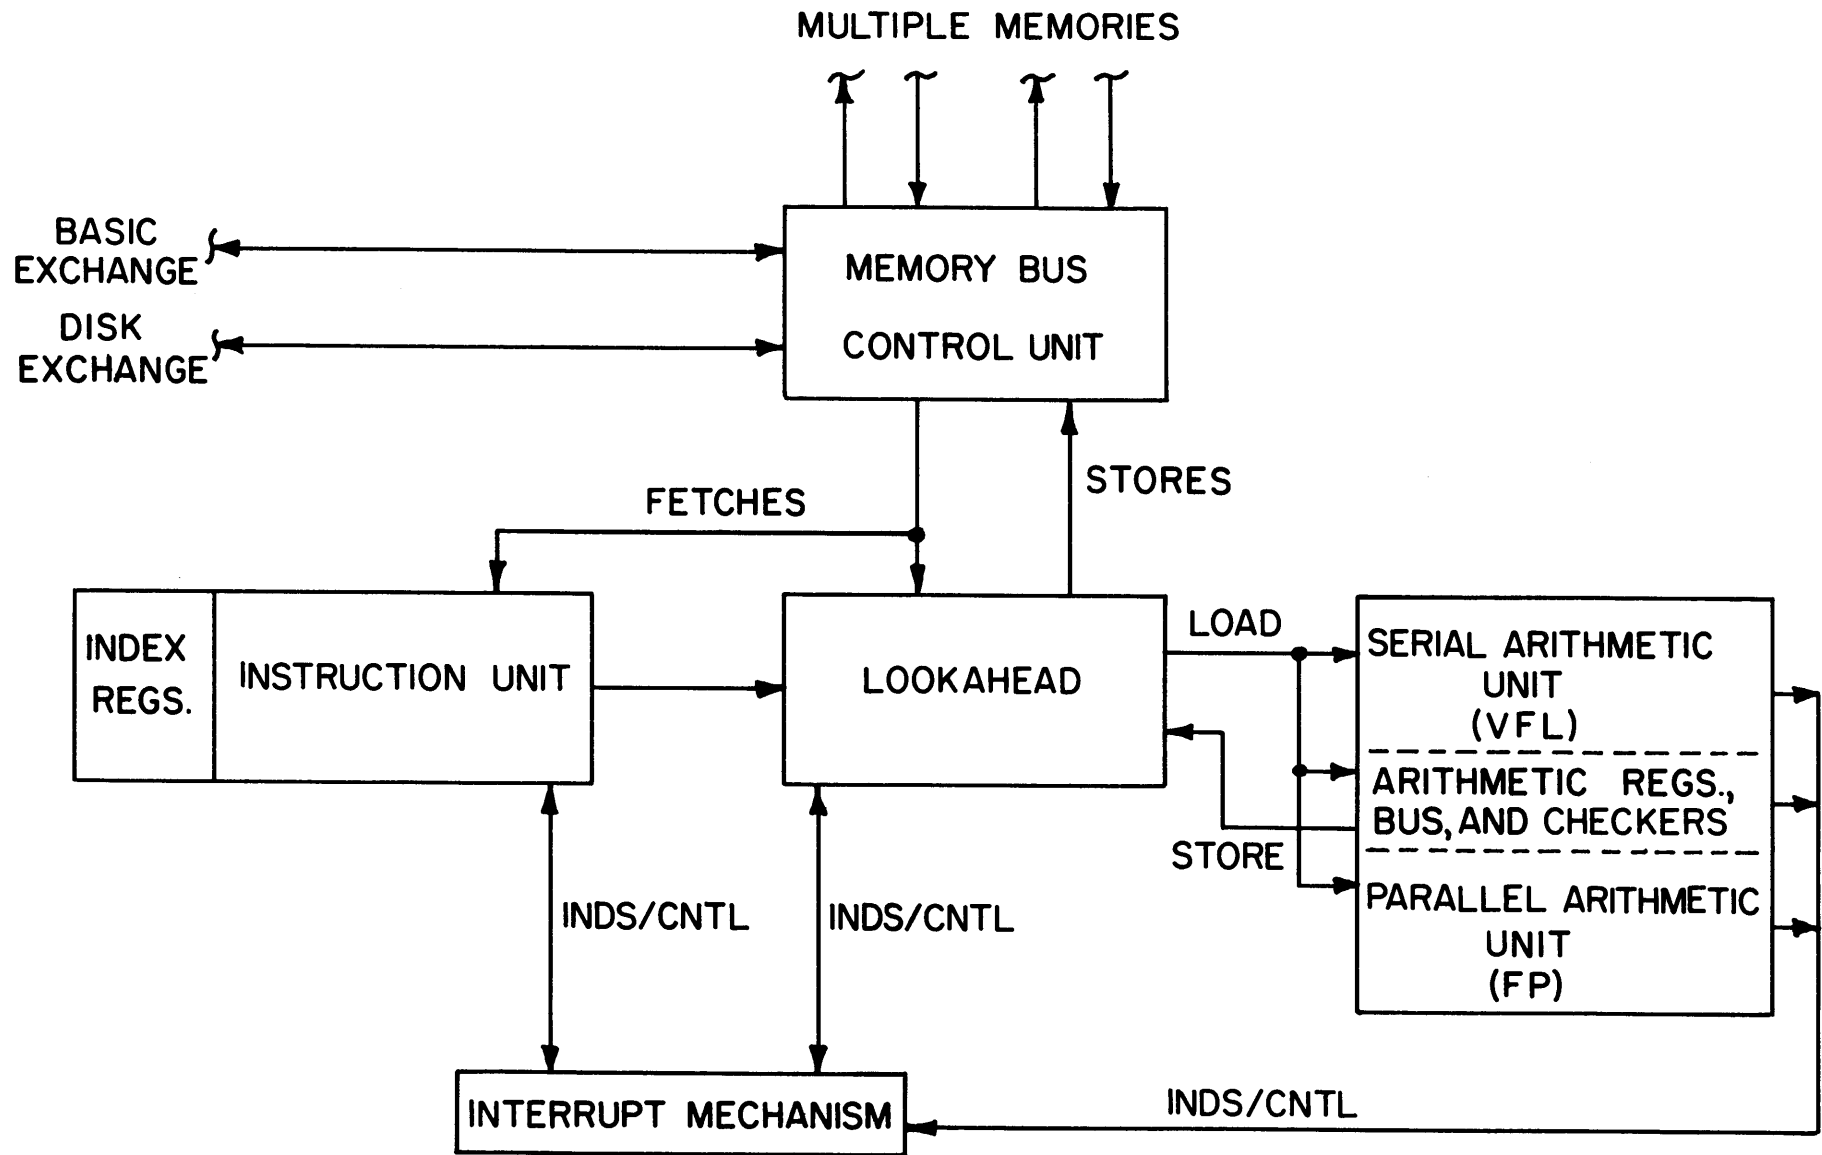 MULTIPLE MEMORIES
BASIC
EXCHANGE
DISK
EXCHANGE
MEMORY BUS
CONTROL UNIT
FETCHES
STORES
INDEX
REGS.
INSTRUCTION UNIT
LOOKAHEAD
LOAD
STORE
SERIAL ARITHMETIC
UNIT
(VFL)
ARITHMETIC REGS.,
BUS, AND CHECKERS
PARALLEL ARITHMETIC
UNIT
(FP)
INDS/CNTL
INDS/CNTL
INTERRUPT MECHANISM
INDS/CNTL